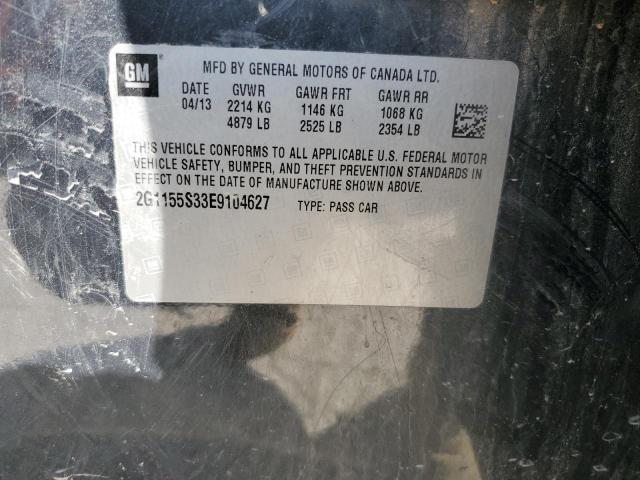 GM
MFD BY GENERAL MOTORS OF CANADA LTD.
DATE GVWR GAWR FRT GAWR RR
04/13 2214 KG 1146 KG 1068 KG
4879 LB 2525 LB 2354 LB
THIS VEHICLE CONFORMS TO ALL APPLICABLE U.S. FEDERAL MOTOR
VEHICLE SAFETY, BUMPER, AND THEFT PREVENTION STANDARDS IN
EFFECT ON THE DATE OF MANUFACTURE SHOWN ABOVE.
2G1155S33E9104627 TYPE: PASS CAR